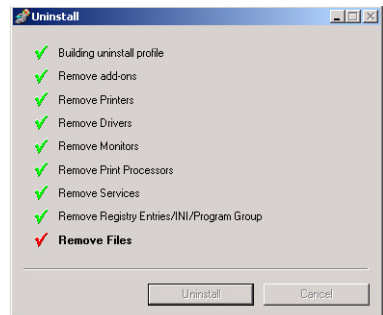 Uninstall
Building uninstall profile
Remove add-ons
Remove Printers
Remove Drivers
Remove Monitors
Remove Print Processors
Remove Services
Remove Registry Entries/INI/Program Group
Remove Files
Uninstall
Cancel